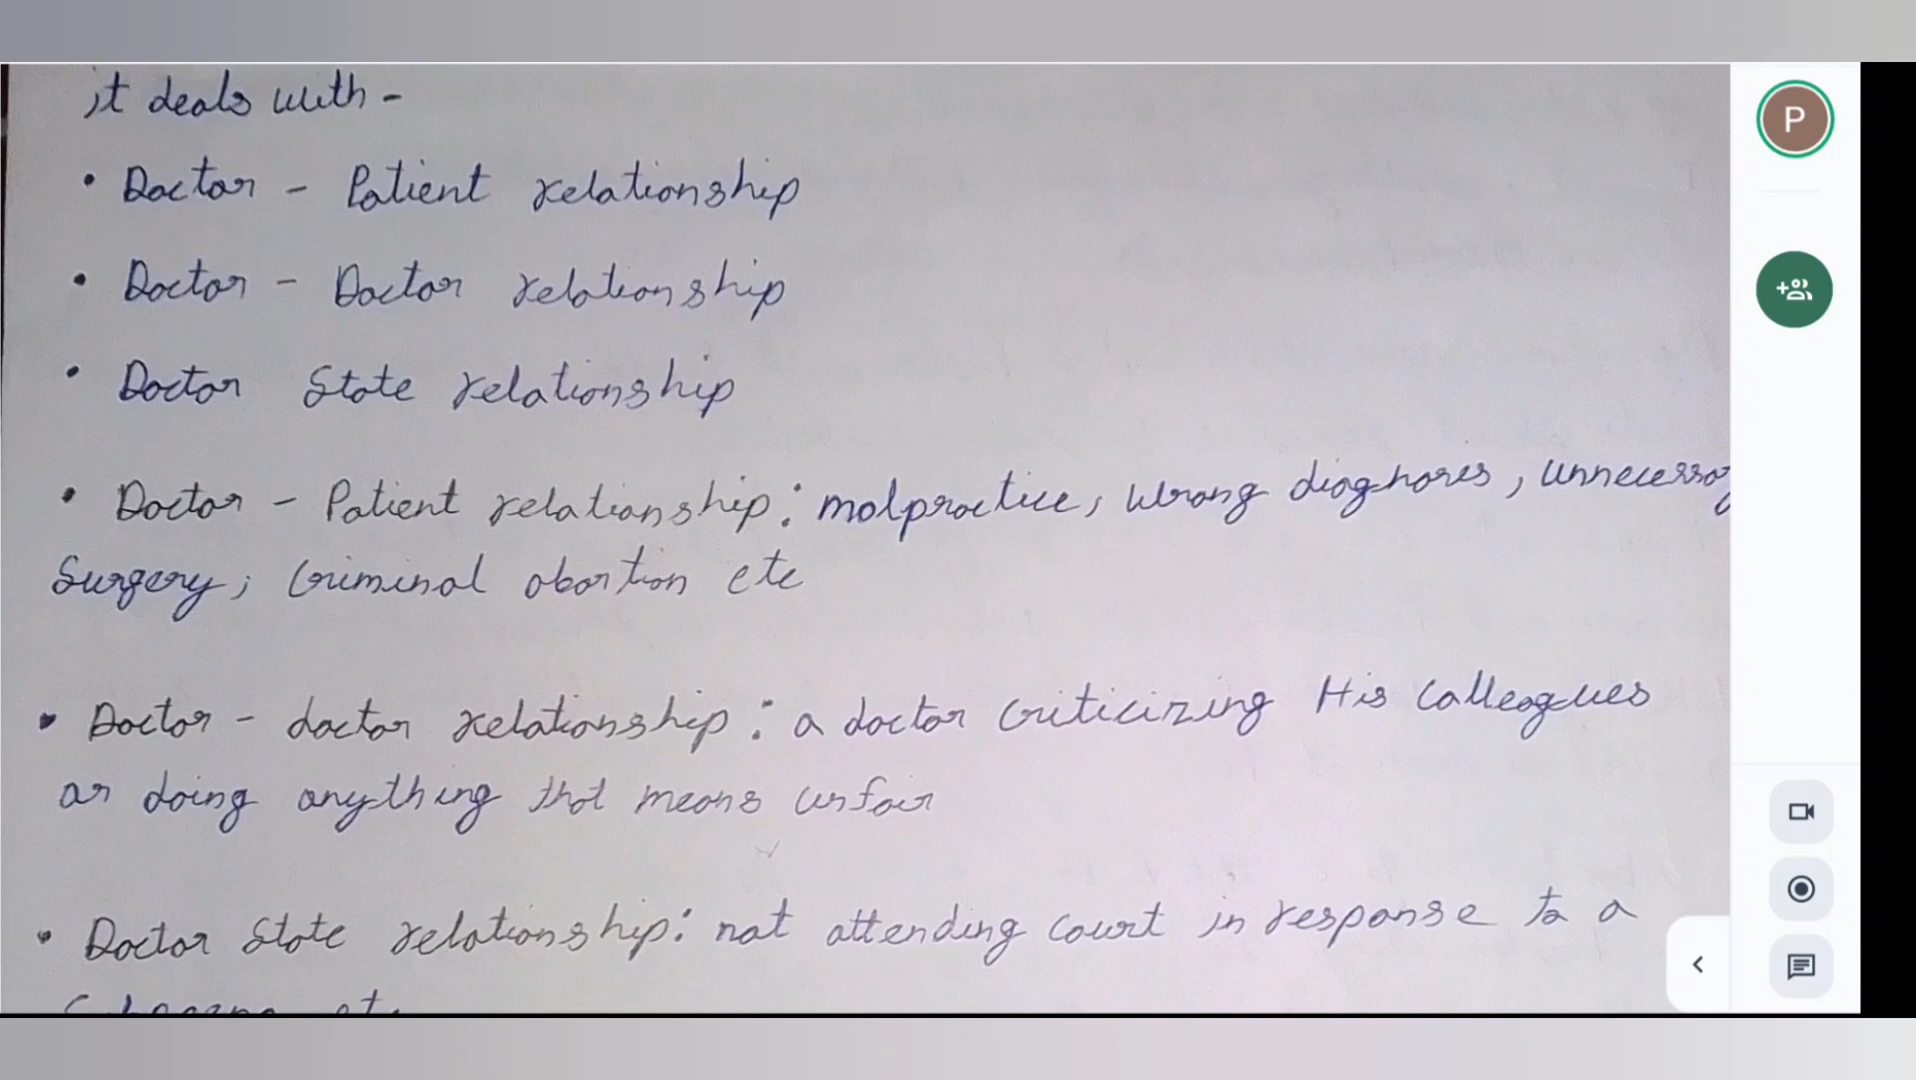 it deals with -
• Doctor - Patient relationship
• Doctor - Doctor relationship
• Doctor State relationship
• Doctor - Patient relationship: malpractice, wrong diagnoses, unnecessary
Surgery, Criminal abortion etc
• Doctor - doctor relationship: a doctor criticizing His Colleagues
or doing anything that means unfair
• Doctor State relationship: not attending court in response to a
etc
P